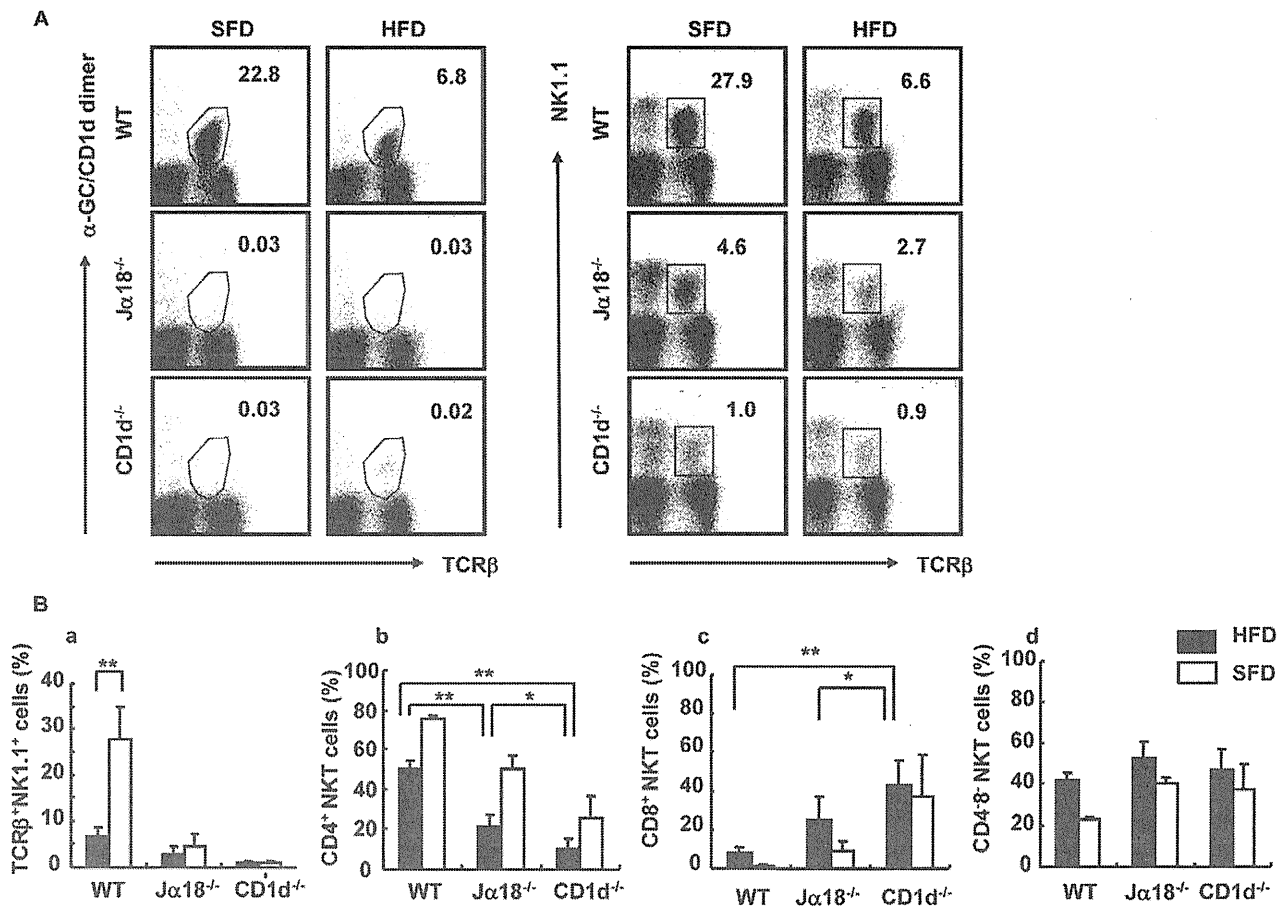 A
SFD HFD SFD HFD
α-GC/CD1d dimer
WT
22.8 6.8
Jα18-/-
0.03 0.03
CD1d-/-
0.03 0.02
TCRβ
NK1.1
27.9 6.6
4.6 2.7
1.0 0.9
TCRβ
B
a
TCRβ+NK1.1+ cells (%)
40
30
20
10
0
**
WT Jα18-/- CD1d-/-
b
CD4+ NKT cells (%)
100
80
60
40
20
0
**
** *
WT Jα18-/- CD1d-/-
c
CD8+ NKT cells (%)
100
80
60
40
20
0
**
*
WT Jα18-/- CD1d-/-
d
CD4-8- NKT cells (%)
100
80
60
40
20
0
WT Jα18-/- CD1d-/-
HFD
SFD